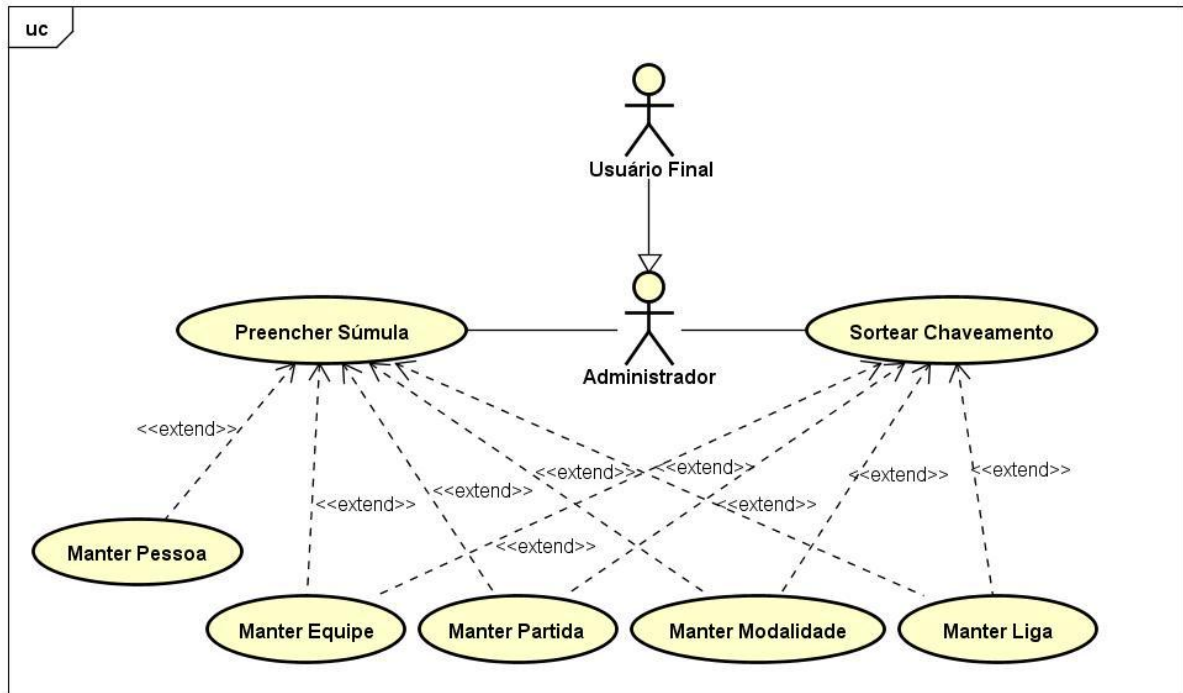 uc
Usuário Final
Preencher Súmula
Sortear Chaveamento
Administrador
<<extend>>
<<extend>>
<<extend>>
<<extend>>
<<extend>>
<<extend>>
<<extend>>
<<extend>>
<<extend>>
Manter Pessoa
Manter Equipe
Manter Partida
Manter Modalidade
Manter Liga